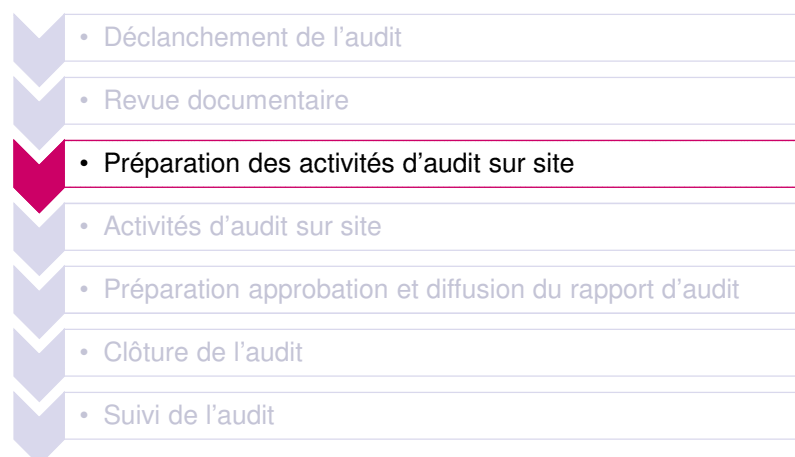 • Déclanchement de l'audit
• Revue documentaire
• Préparation des activités d'audit sur site
• Activités d'audit sur site
• Préparation approbation et diffusion du rapport d'audit
• Clôture de l'audit
• Suivi de l'audit